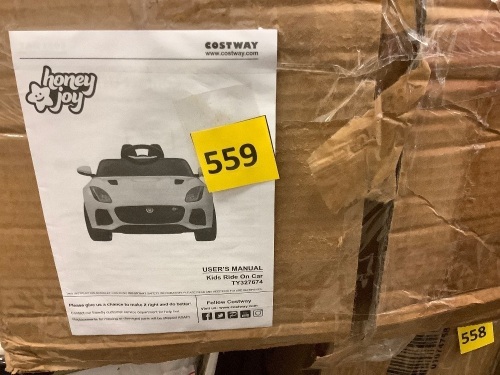 COSTWAY
www.costway.com
honey
joy
559
USER'S MANUAL
Kids Ride On Car
TY327674
Please give us a chance to make it right and do better!
Follow Costway
558